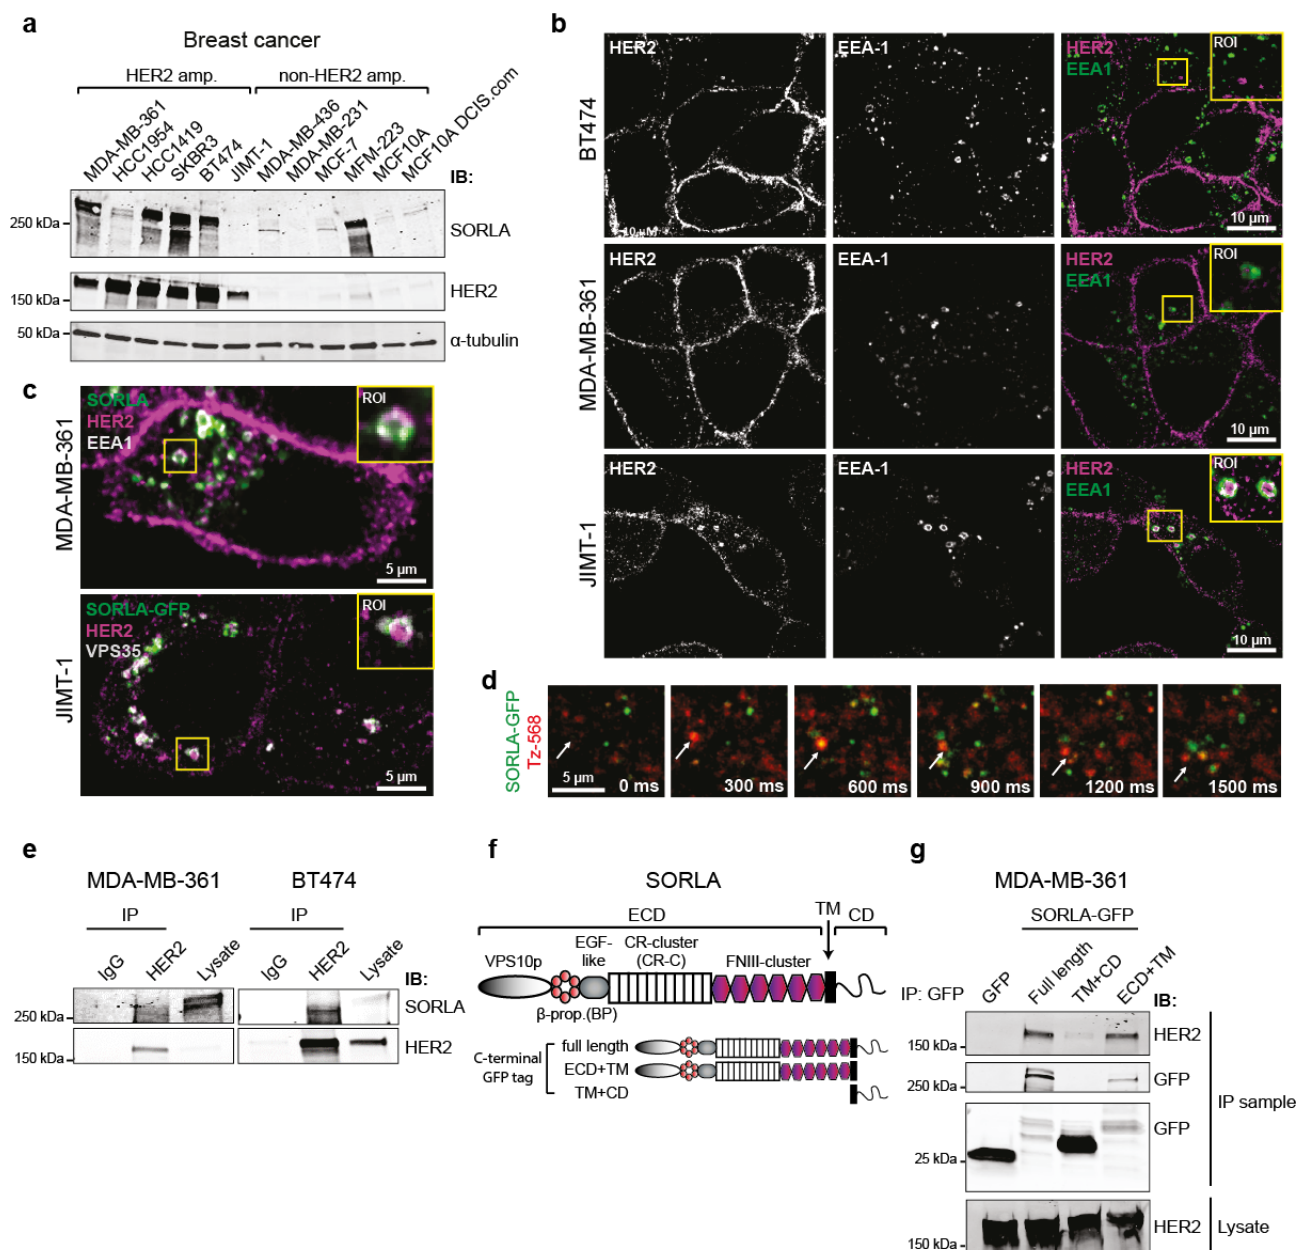 a
Breast cancer
HER2 amp.
non-HER2 amp.
MDA-MB-361
HCC1954
HCC1419
SKBR3
BT474
JIMT-1
MDA-MB-436
MDA-MB-231
MCF-7
MFM-223
MCF10A
MCF10A DCIS.com
IB:
250 kDa
SORLA
150 kDa
HER2
50 kDa
α-tubulin
b
BT474
HER2
10 µM
EEA-1
HER2
EEA1
ROI
10 µm
MDA-MB-361
HER2
EEA-1
HER2
EEA1
ROI
10 µm
JIMT-1
HER2
EEA-1
HER2
EEA1
ROI
10 µm
c
MDA-MB-361
SORLA
HER2
EEA1
ROI
5 µm
JIMT-1
SORLA-GFP
HER2
VPS35
ROI
5 µm
d
SORLA-GFP
Tz-568
5 µm
0 ms
300 ms
600 ms
900 ms
1200 ms
1500 ms
e
MDA-MB-361
BT474
IP
IP
IgG
HER2
Lysate
IgG
HER2
Lysate
IB:
250 kDa
SORLA
150 kDa
HER2
f
SORLA
ECD
TM
CD
VPS10p
EGF-
like
CR-cluster
(CR-C)
FNIII-cluster
β-prop.(BP)
C-terminal
GFP tag
full length
ECD+TM
TM+CD
g
MDA-MB-361
SORLA-GFP
IP: GFP
GFP
Full length
TM+CD
ECD+TM
IB:
150 kDa
HER2
250 kDa
GFP
GFP
25 kDa
IP sample
150 kDa
HER2
Lysate